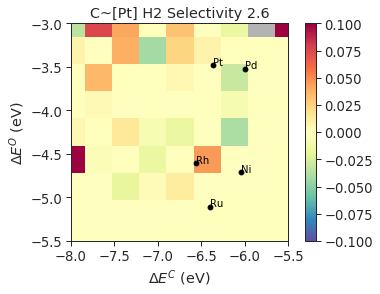 C~[Pt] H2 Selectivity 2.6
ΔE^O (eV)
−3.0
−3.5
−4.0
−4.5
−5.0
−5.5
Pt
Pd
Rh
Ni
Ru
−8.0 −7.5 −7.0 −6.5 −6.0 −5.5
ΔE^C (eV)
0.100
0.075
0.050
0.025
0.000
−0.025
−0.050
−0.075
−0.100